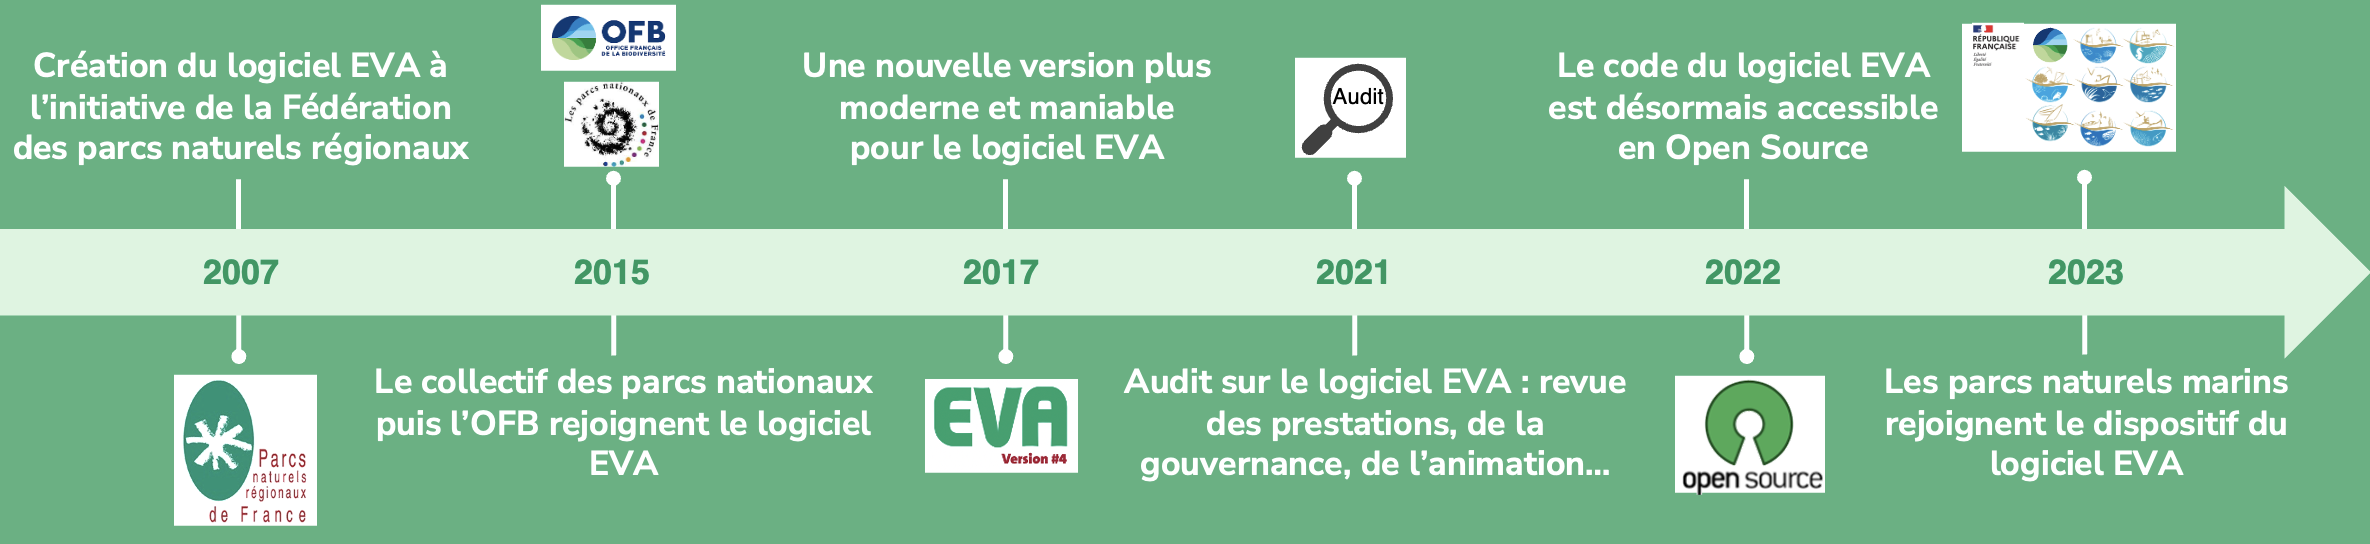 Création du logiciel EVA à
l’initiative de la Fédération
des parcs naturels régionaux
2007
Parcs
naturels
régionaux
de France
OFB
OFFICE FRANÇAIS
DE LA BIODIVERSITÉ
Les parcs nationaux de France
2015
Le collectif des parcs nationaux
puis l’OFB rejoignent le logiciel
EVA
Une nouvelle version plus
moderne et maniable
pour le logiciel EVA
2017
EVA
Version #4
Audit
2021
Audit sur le logiciel EVA : revue
des prestations, de la
gouvernance, de l’animation...
Le code du logiciel EVA
est désormais accessible
en Open Source
2022
open source
RÉPUBLIQUE
FRANÇAISE
Liberté
Égalité
Fraternité
2023
Les parcs naturels marins
rejoignent le dispositif du
logiciel EVA